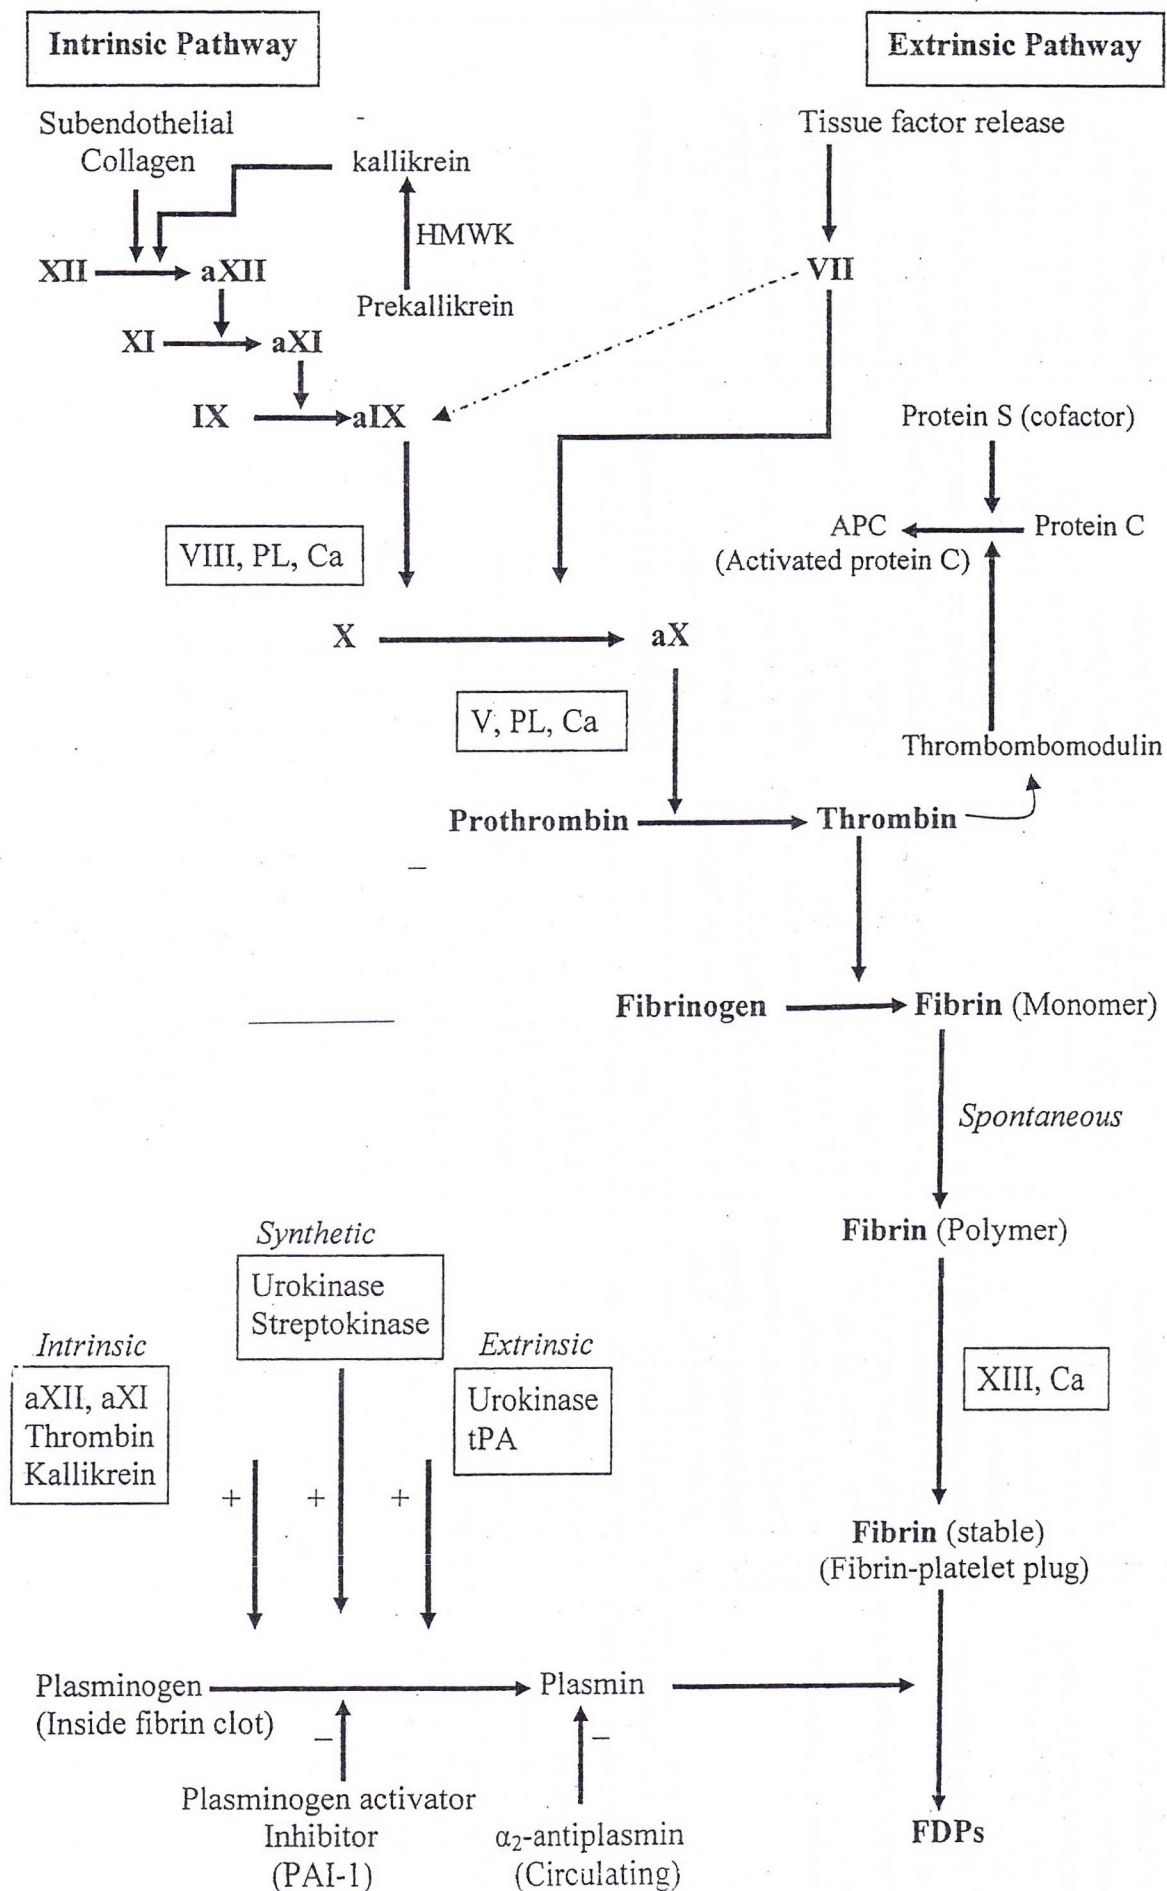 Intrinsic Pathway
Extrinsic Pathway
Subendothelial
Collagen
kallikrein
Tissue factor release
HMWK
XII
aXII
VII
Prekallikrein
XI
aXI
IX
aIX
Protein S (cofactor)
APC
Protein C
(Activated protein C)
VIII, PL, Ca
X
aX
V, PL, Ca
Thrombombomodulin
Prothrombin
Thrombin
Fibrinogen
Fibrin (Monomer)
Spontaneous
Fibrin (Polymer)
Synthetic
Urokinase
Streptokinase
Intrinsic
aXII, aXI
Thrombin
Kallikrein
Extrinsic
Urokinase
tPA
XIII, Ca
+
+
+
Fibrin (stable)
(Fibrin-platelet plug)
Plasminogen
(Inside fibrin clot)
Plasmin
–
–
Plasminogen activator
Inhibitor
(PAI-1)
α₂-antiplasmin
(Circulating)
FDPs